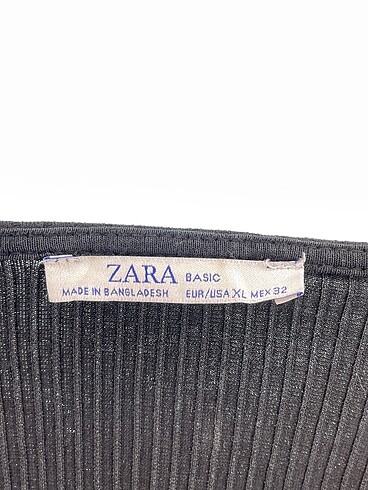 ZARA BASIC
MADE IN BANGLADESH EUR/USA XL MEX 32